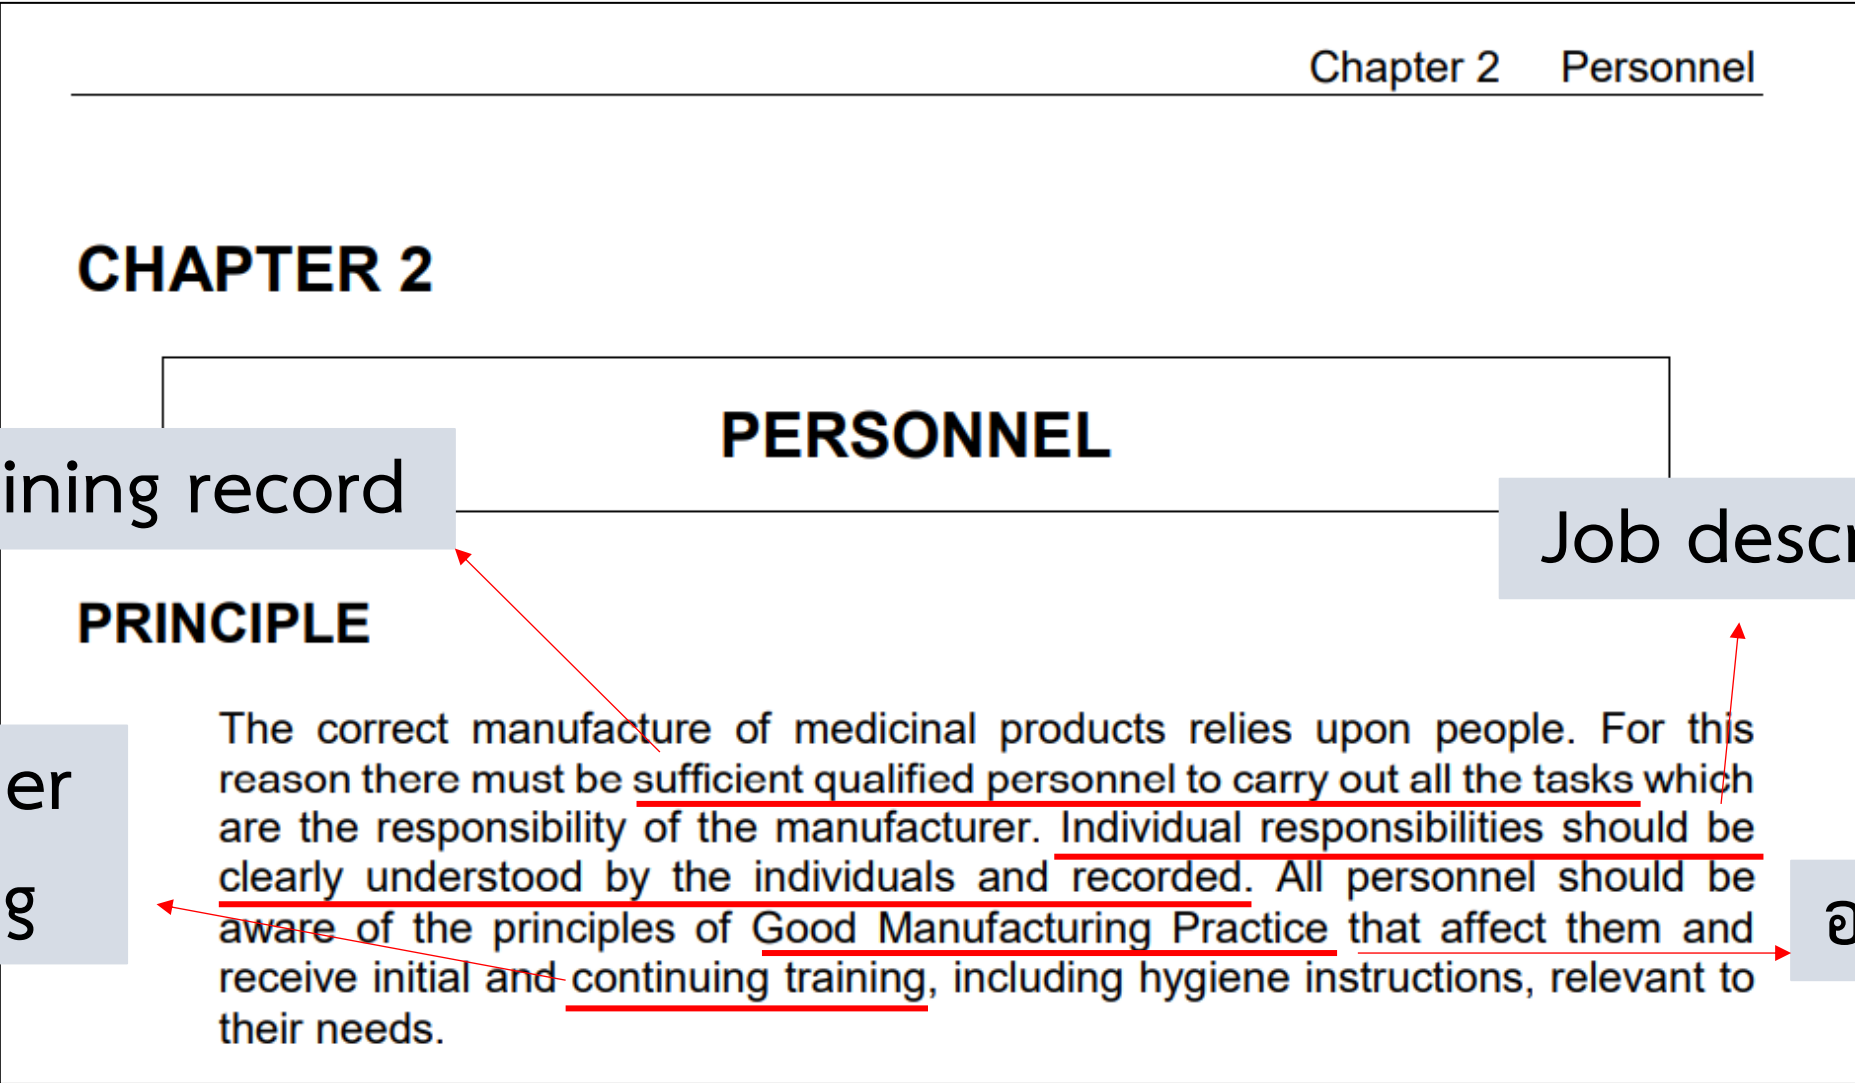 Chapter 2 Personnel
CHAPTER 2
PERSONNEL
ining record
Job descr
PRINCIPLE
The correct manufacture of medicinal products relies upon people. For this
reason there must be sufficient qualified personnel to carry out all the tasks which
are the responsibility of the manufacturer. Individual responsibilities should be
clearly understood by the individuals and recorded. All personnel should be
aware of the principles of Good Manufacturing Practice that affect them and
receive initial and continuing training, including hygiene instructions, relevant to
their needs.
er
g